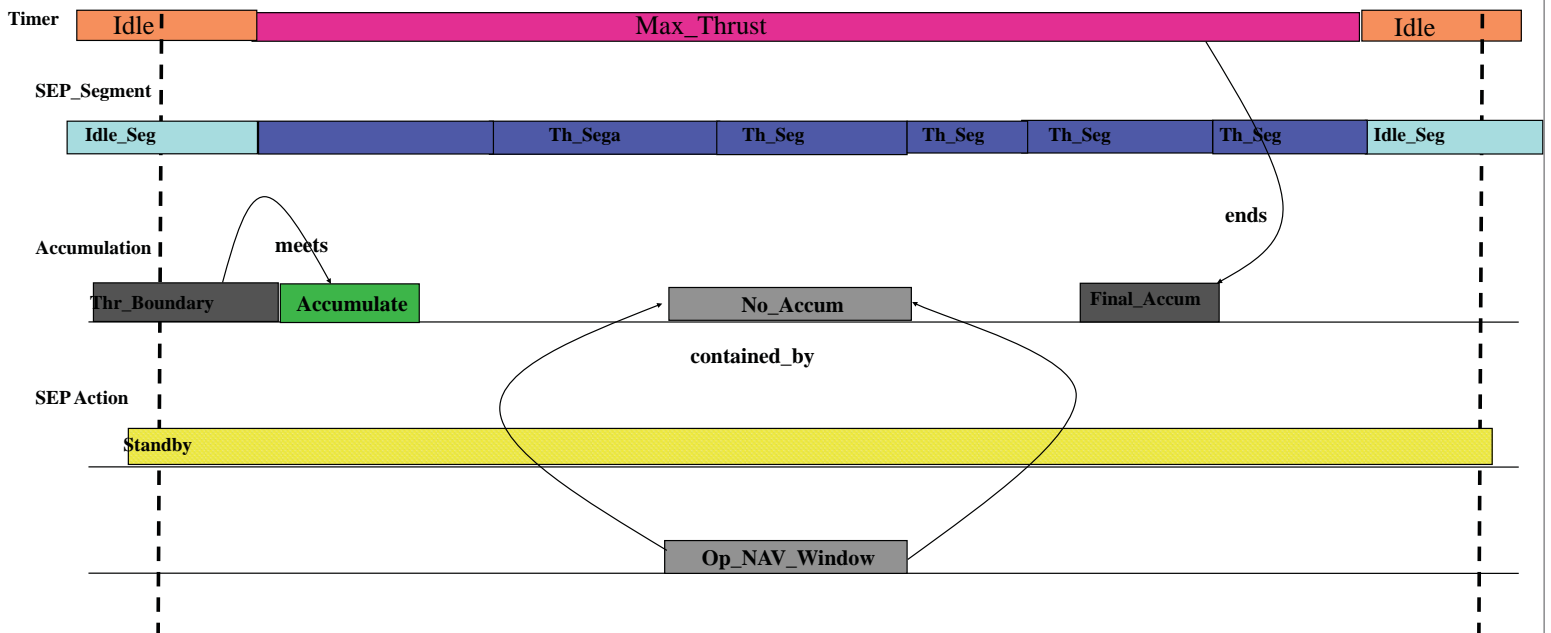 Timer
Idle
Max_Thrust
Idle
SEP_Segment
Idle_Seg
Th_Sega
Th_Seg
Th_Seg
Th_Seg
Th_Seg
Idle_Seg
ends
Accumulation
meets
Thr_Boundary
Accumulate
No_Accum
Final_Accum
contained_by
SEP Action
Standby
Op_NAV_Window